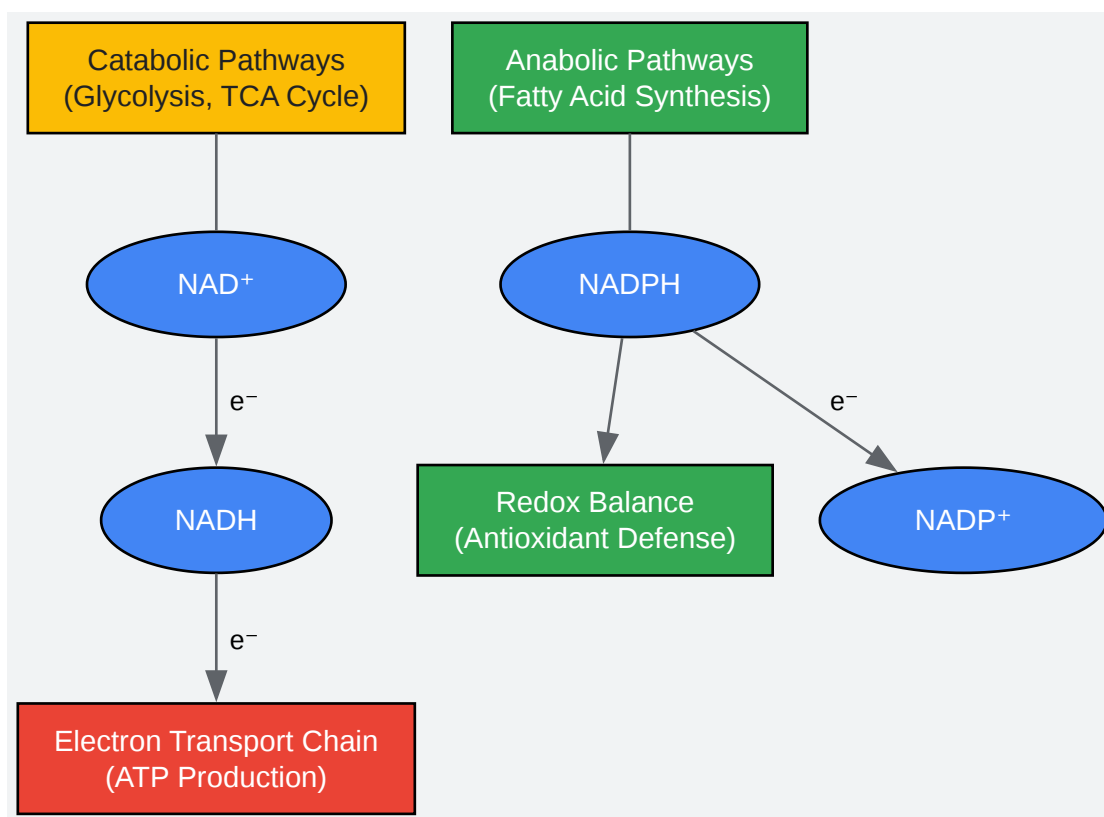 Catabolic Pathways
(Glycolysis, TCA Cycle)
Anabolic Pathways
(Fatty Acid Synthesis)
NAD⁺
NADPH
e⁻
e⁻
NADH
Redox Balance
(Antioxidant Defense)
NADP⁺
e⁻
Electron Transport Chain
(ATP Production)